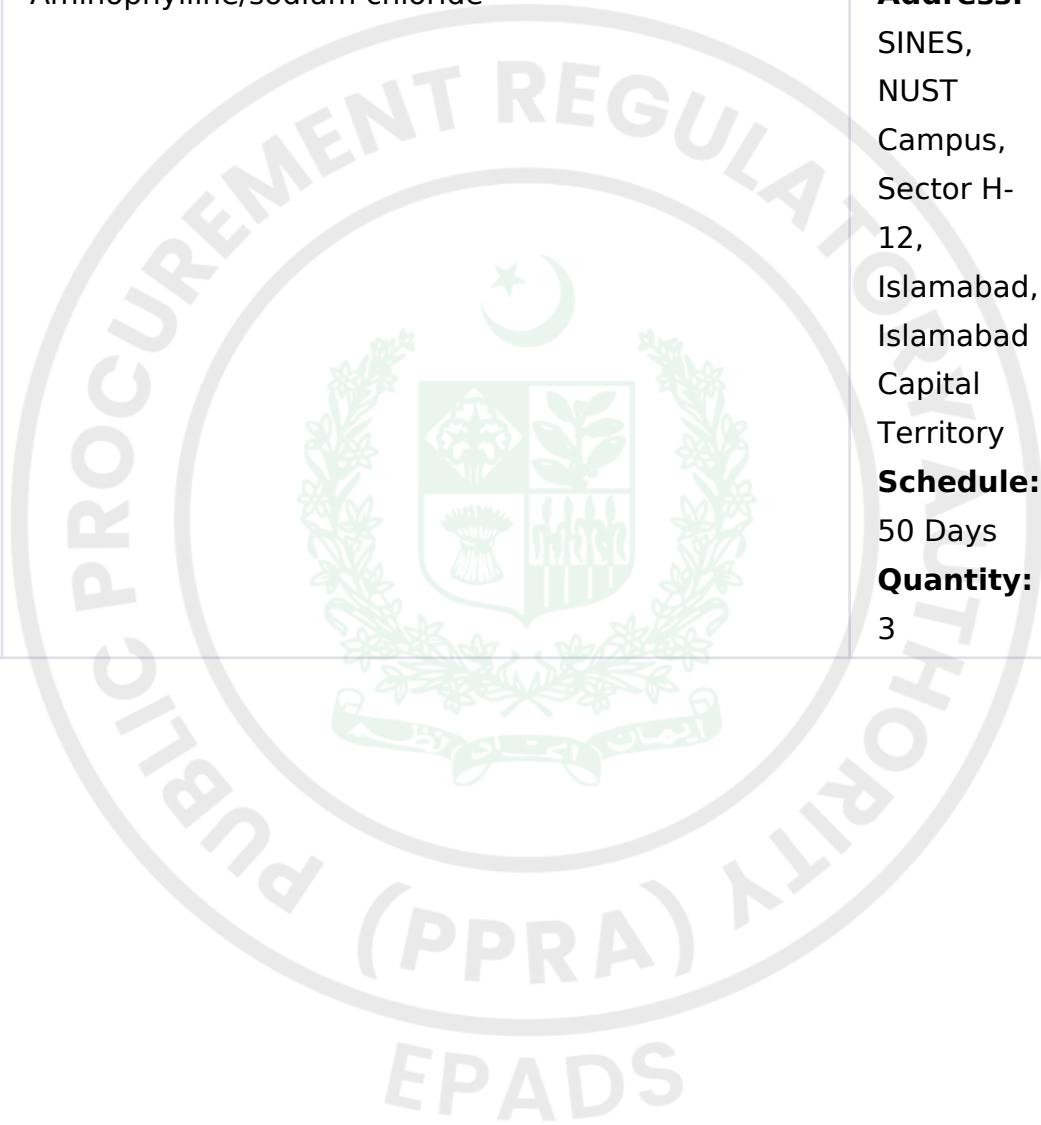 Aminophylline/sodium chloride
Address:
SINES,
NUST
Campus,
Sector H-
12,
Islamabad,
Islamabad
Capital
Territory
Schedule:
50 Days
Quantity:
3
PUBLIC PROCUREMENT REGULATORY AUTHORITY
(PPRA)
EPADS